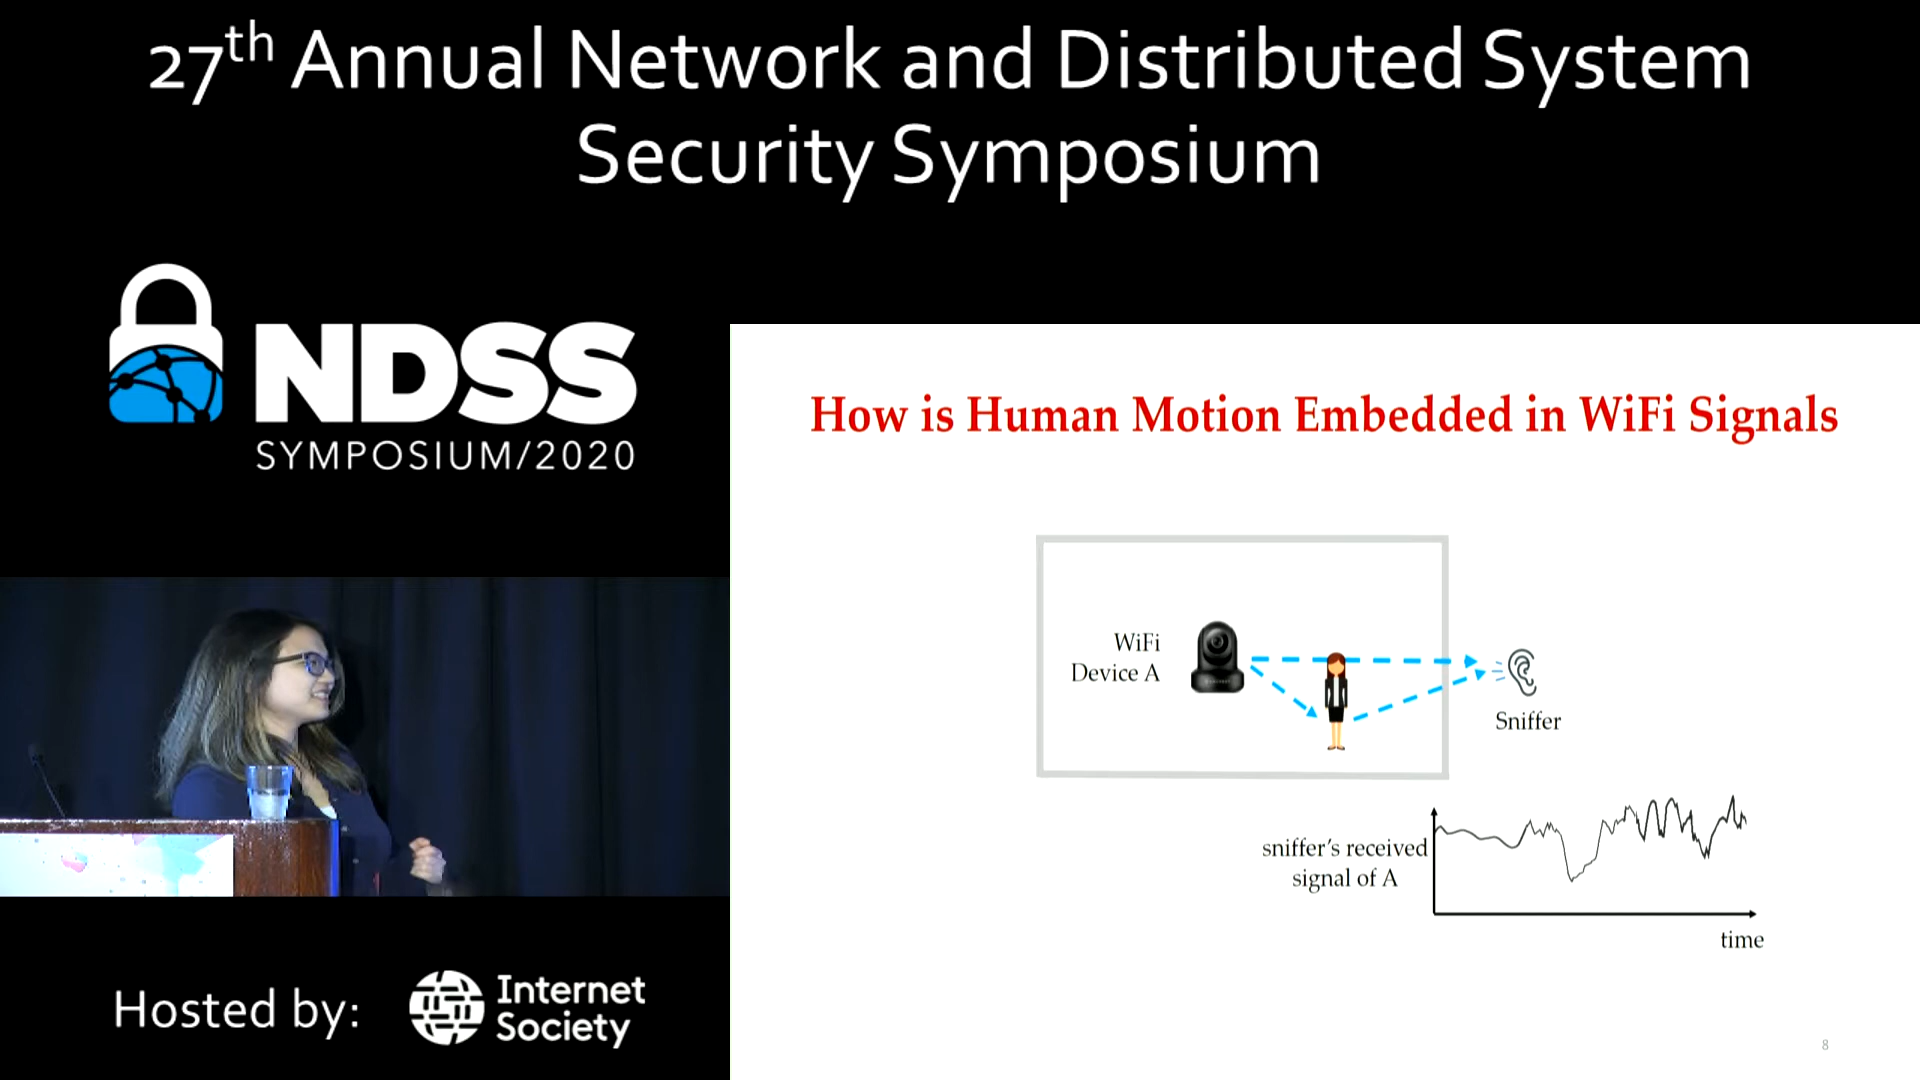 27th Annual Network and Distributed System
Security Symposium
NDSS
SYMPOSIUM/2020
How is Human Motion Embedded in WiFi Signals
WiFi
Device A
Sniffer
sniffer's received
signal of A
time
8
Hosted by:
Internet
Society